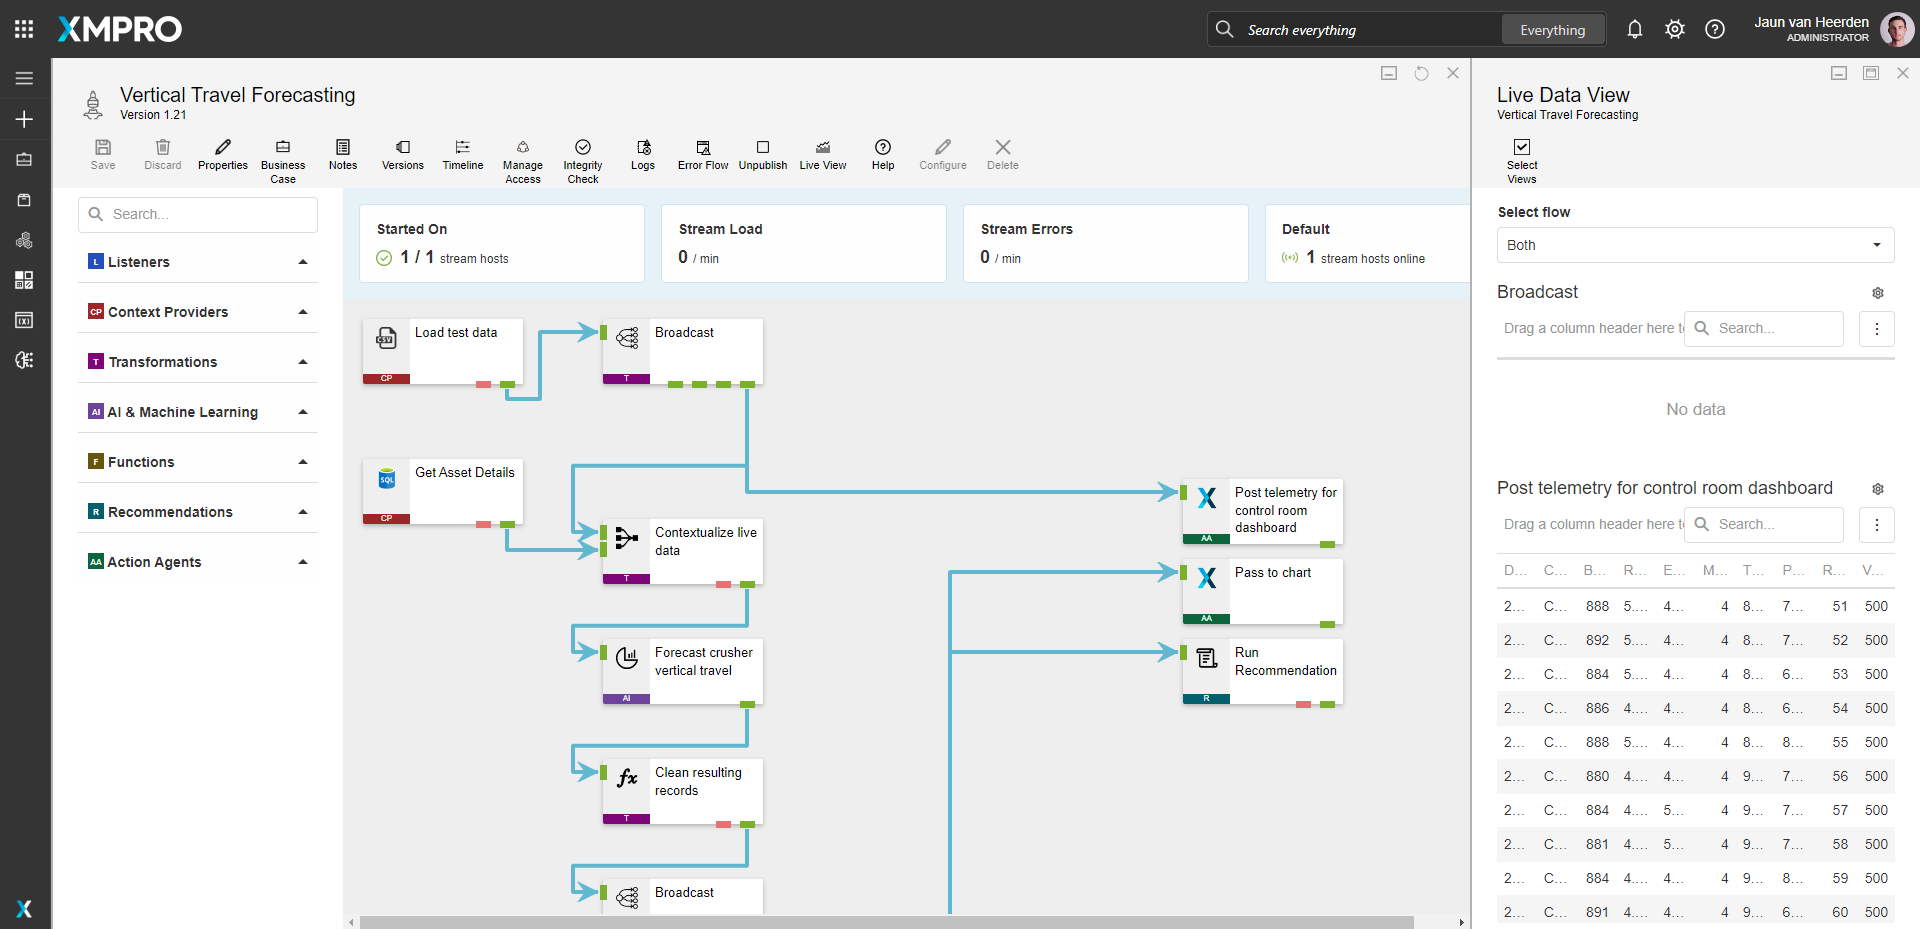 XMPRO
Search everything
Everything
Jaun van Heerden
ADMINISTRATOR
Vertical Travel Forecasting
Version 1.21
Save
Discard
Properties
Business
Case
Notes
Versions
Timeline
Manage
Access
Integrity
Check
Logs
Error Flow
Unpublish
Live View
Help
Configure
Delete
Search...
L Listeners
CP Context Providers
T Transformations
AI AI & Machine Learning
F Functions
R Recommendations
AA Action Agents
Started On
1 / 1 stream hosts
Stream Load
0 / min
Stream Errors
0 / min
Default
1 stream hosts online
CSV
Load test data
CP
Broadcast
T
SQL
Get Asset Details
CP
Contextualize live
data
T
Forecast crusher
vertical travel
AI
fx
Clean resulting
records
T
Broadcast
Post telemetry for
control room
dashboard
AA
Pass to chart
AA
Run
Recommendation
R
Live Data View
Vertical Travel Forecasting
Select
Views
Select flow
Both
Broadcast
Drag a column header here t
Search...
No data
Post telemetry for control room dashboard
Drag a column header here t
Search...
D... C... B... R... E... M... T... P... R... V...
2... C... 888 5.... 4... 4 8... 7... 51 500
2... C... 892 5.... 4... 4 8... 7... 52 500
2... C... 884 5.... 4... 4 8... 6... 53 500
2... C... 886 4.... 4... 4 8... 6... 54 500
2... C... 888 5.... 4... 4 8... 8... 55 500
2... C... 880 4.... 4... 4 9... 7... 56 500
2... C... 884 4.... 5... 4 9... 7... 57 500
2... C... 881 4.... 5... 4 9... 7... 58 500
2... C... 884 4.... 4... 4 9... 8... 59 500
2... C... 891 4.... 4... 4 9... 6... 60 500